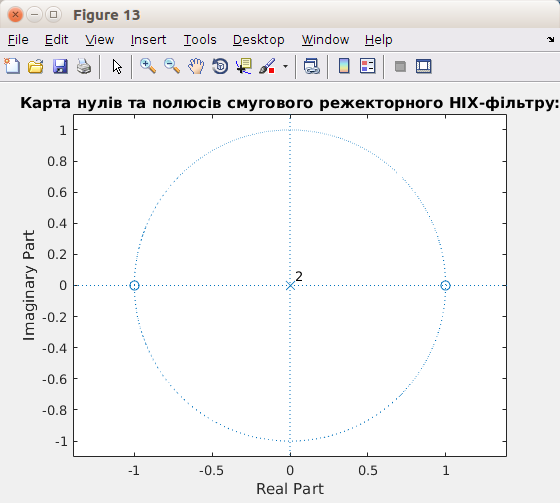 Figure 13
File Edit View Insert Tools Desktop Window Help
Карта нулів та полюсів смугового режекторного НІХ-фільтру:
1
0.8
0.6
0.4
0.2
0
-0.2
-0.4
-0.6
-0.8
-1
Imaginary Part
2
-1 -0.5 0 0.5 1
Real Part